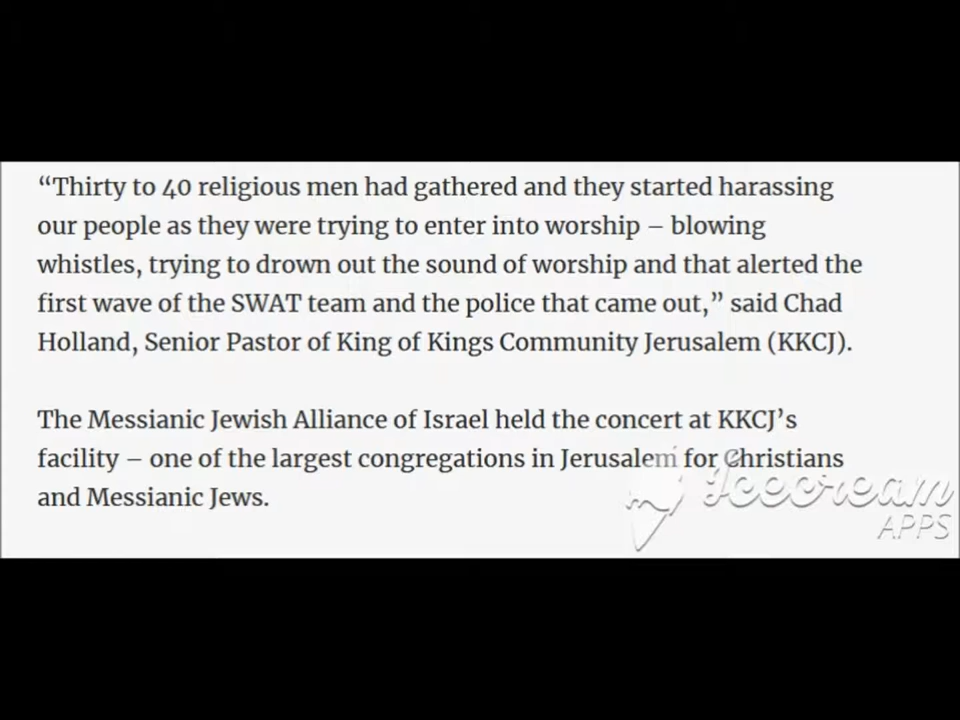 “Thirty to 40 religious men had gathered and they started harassing
our people as they were trying to enter into worship – blowing
whistles, trying to drown out the sound of worship and that alerted the
first wave of the SWAT team and the police that came out,” said Chad
Holland, Senior Pastor of King of Kings Community Jerusalem (KKCJ).
The Messianic Jewish Alliance of Israel held the concert at KKCJ’s
facility – one of the largest congregations in Jerusalem for Christians
and Messianic Jews.
Icecream
APPS